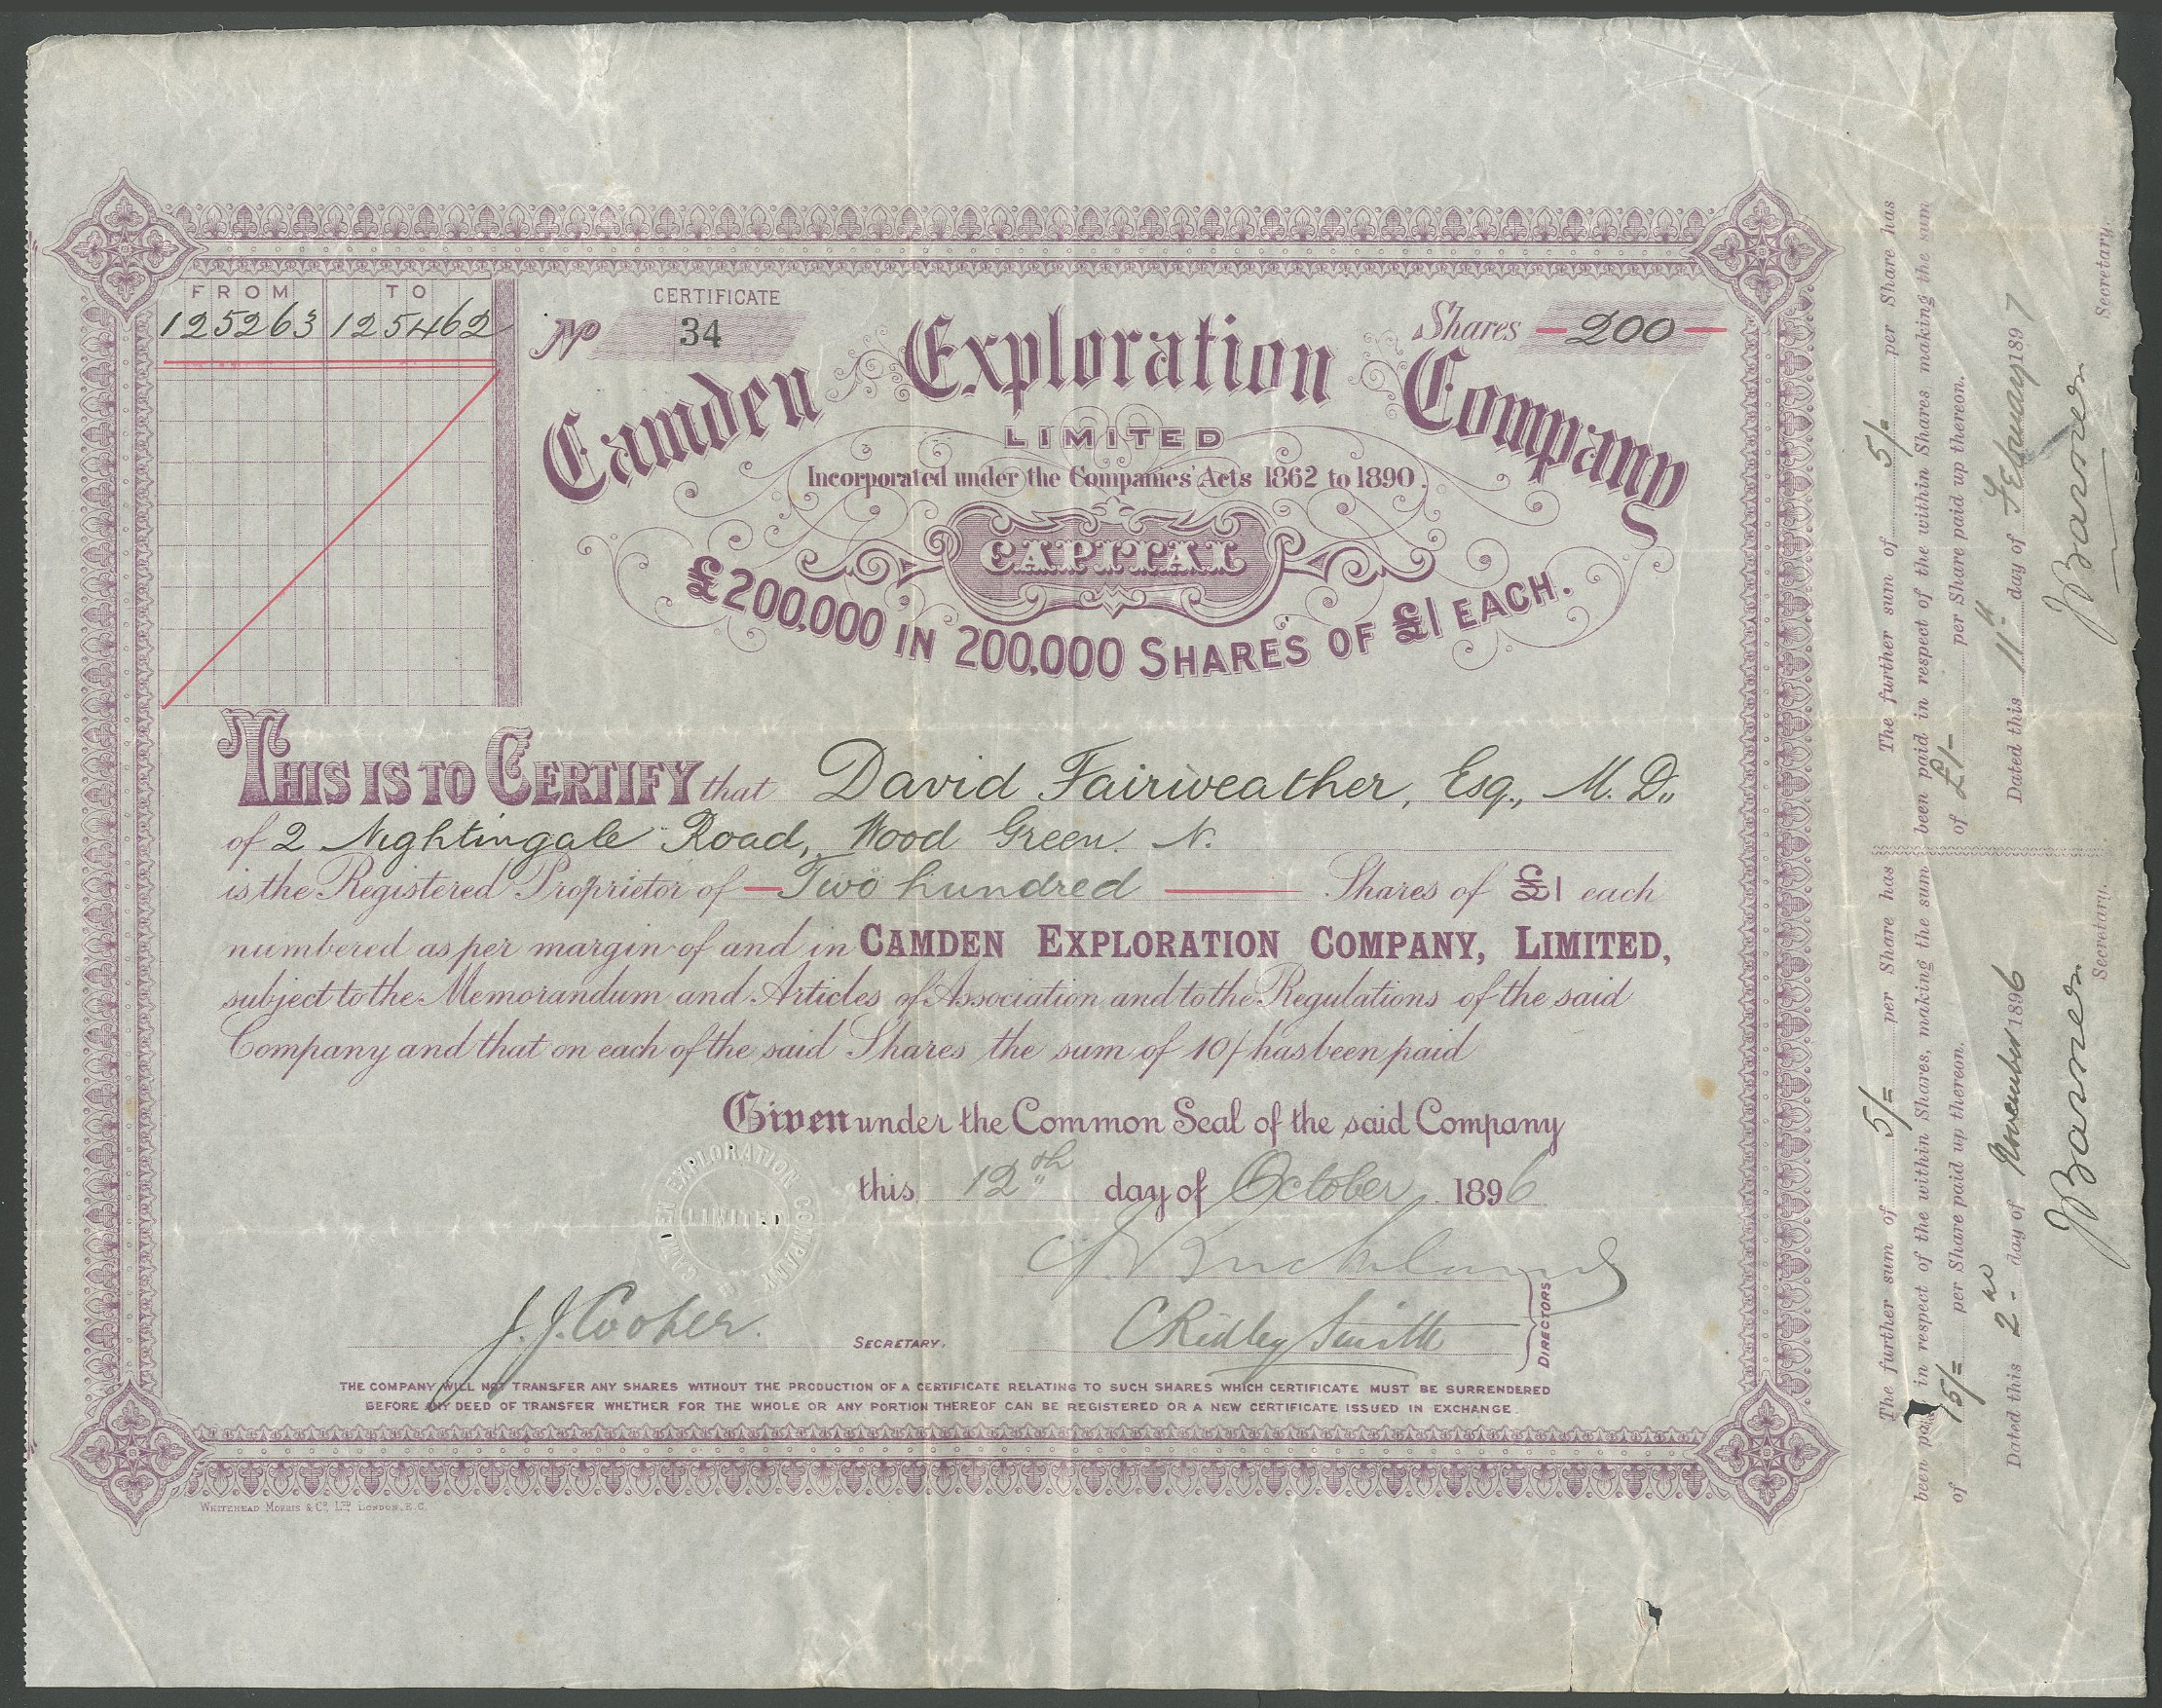 FROM TO
125263 125462
CERTIFICATE
No 34
Shares 200
Camden Exploration Company
LIMITED
Incorporated under the Companies' Acts 1862 to 1890.
CAPITAL
£200,000 IN 200,000 SHARES OF £1 EACH.
THIS IS TO CERTIFY that David Fairweather, Esq., M.D.,
of 2 Nightingale Road, Wood Green. N.
is the Registered Proprietor of — Two hundred — Shares of £1 each
numbered as per margin of and in CAMDEN EXPLORATION COMPANY, LIMITED,
subject to the Memorandum and Articles of Association and to the Regulations of the said
Company and that on each of the said Shares the sum of 10/ has been paid
Given under the Common Seal of the said Company
this 12th day of October 1896
CAMDEN EXPLORATION COMPANY
LIMITED
J. J. Cooper.
SECRETARY.
C Ridley Smith
DIRECTORS
THE COMPANY WILL NOT TRANSFER ANY SHARES WITHOUT THE PRODUCTION OF A CERTIFICATE RELATING TO SUCH SHARES WHICH CERTIFICATE MUST BE SURRENDERED
BEFORE ANY DEED OF TRANSFER WHETHER FOR THE WHOLE OR ANY PORTION THEREOF CAN BE REGISTERED OR A NEW CERTIFICATE ISSUED IN EXCHANGE.
WHITEHEAD MORRIS & CO. LTD. LONDON, E.C.
The further sum of 5/= per Share has
been paid in respect of the within Shares, making the sum
of 15/= per Share paid up thereon.
Dated this 2nd day of November 1896
Barnes
Secretary.
The further sum of 5/- per Share has
been paid in respect of the within Shares making the sum
of £1- per Share paid up thereon.
Dated this 11th day of February 1897
Barnes
Secretary.